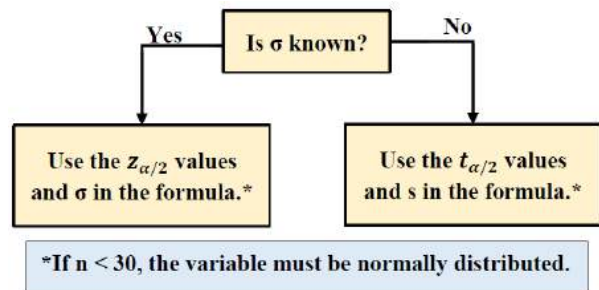 Is σ known?
Yes
No
Use the z_{α/2} values
and σ in the formula.*
Use the t_{α/2} values
and s in the formula.*
*If n < 30, the variable must be normally distributed.